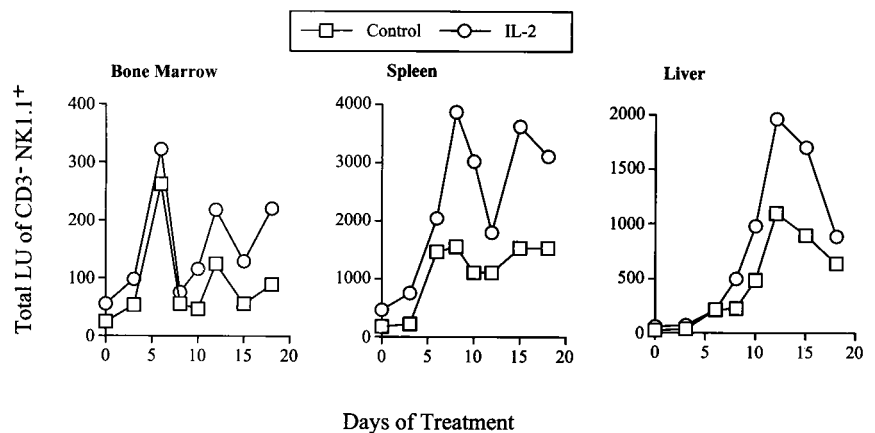 Control IL-2
Bone Marrow Spleen Liver
Total LU of CD3- NK1.1+
400
300
200
100
0
0 5 10 15 20
4000
3000
2000
1000
0
0 5 10 15 20
2000
1500
1000
500
0
0 5 10 15 20
Days of Treatment